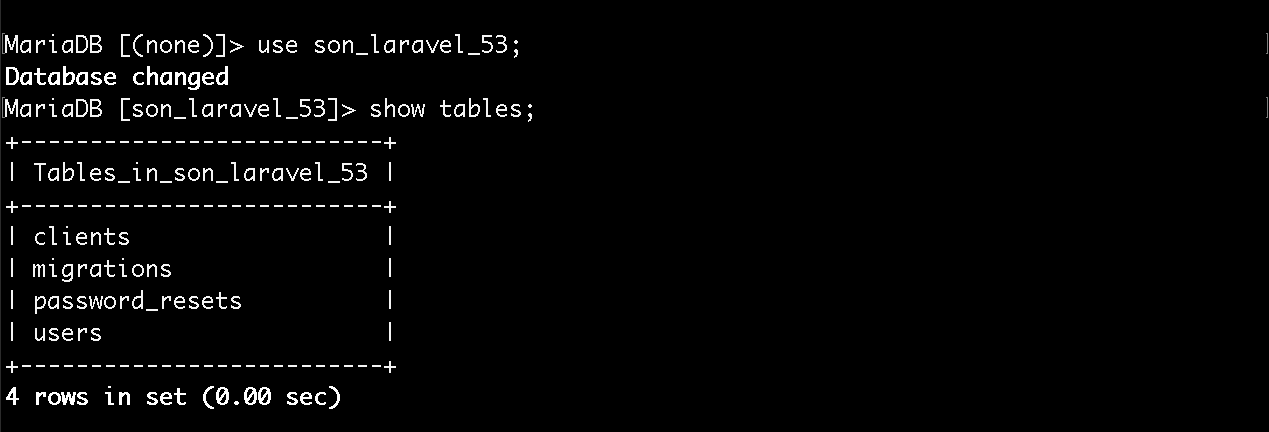 MariaDB [(none)]> use son_laravel_53;
Database changed
MariaDB [son_laravel_53]> show tables;
+--------------------------+
| Tables_in_son_laravel_53 |
+--------------------------+
| clients                  |
| migrations               |
| password_resets          |
| users                    |
+--------------------------+
4 rows in set (0.00 sec)